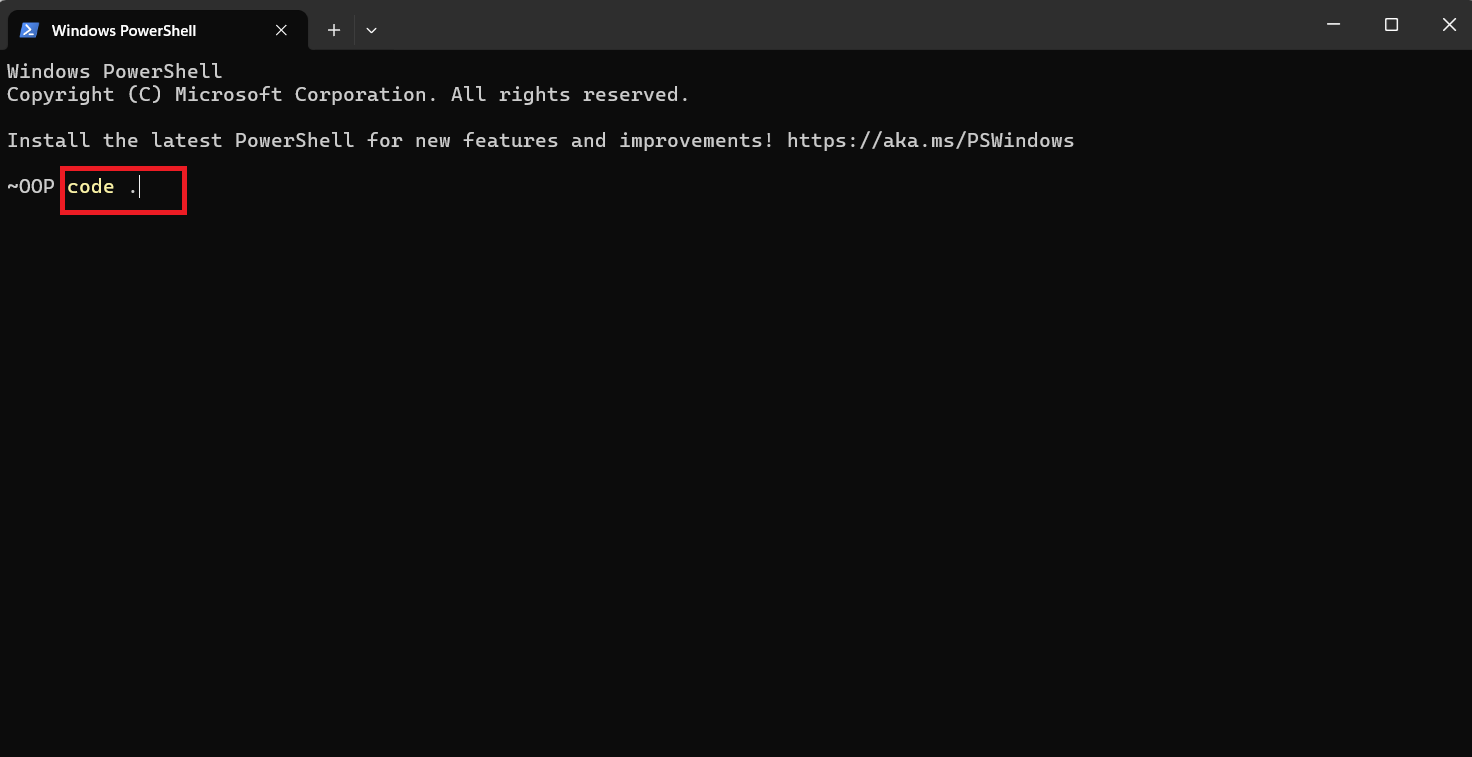 Windows PowerShell
Windows PowerShell
Copyright (C) Microsoft Corporation. All rights reserved.
Install the latest PowerShell for new features and improvements! https://aka.ms/PSWindows
~OOP code .